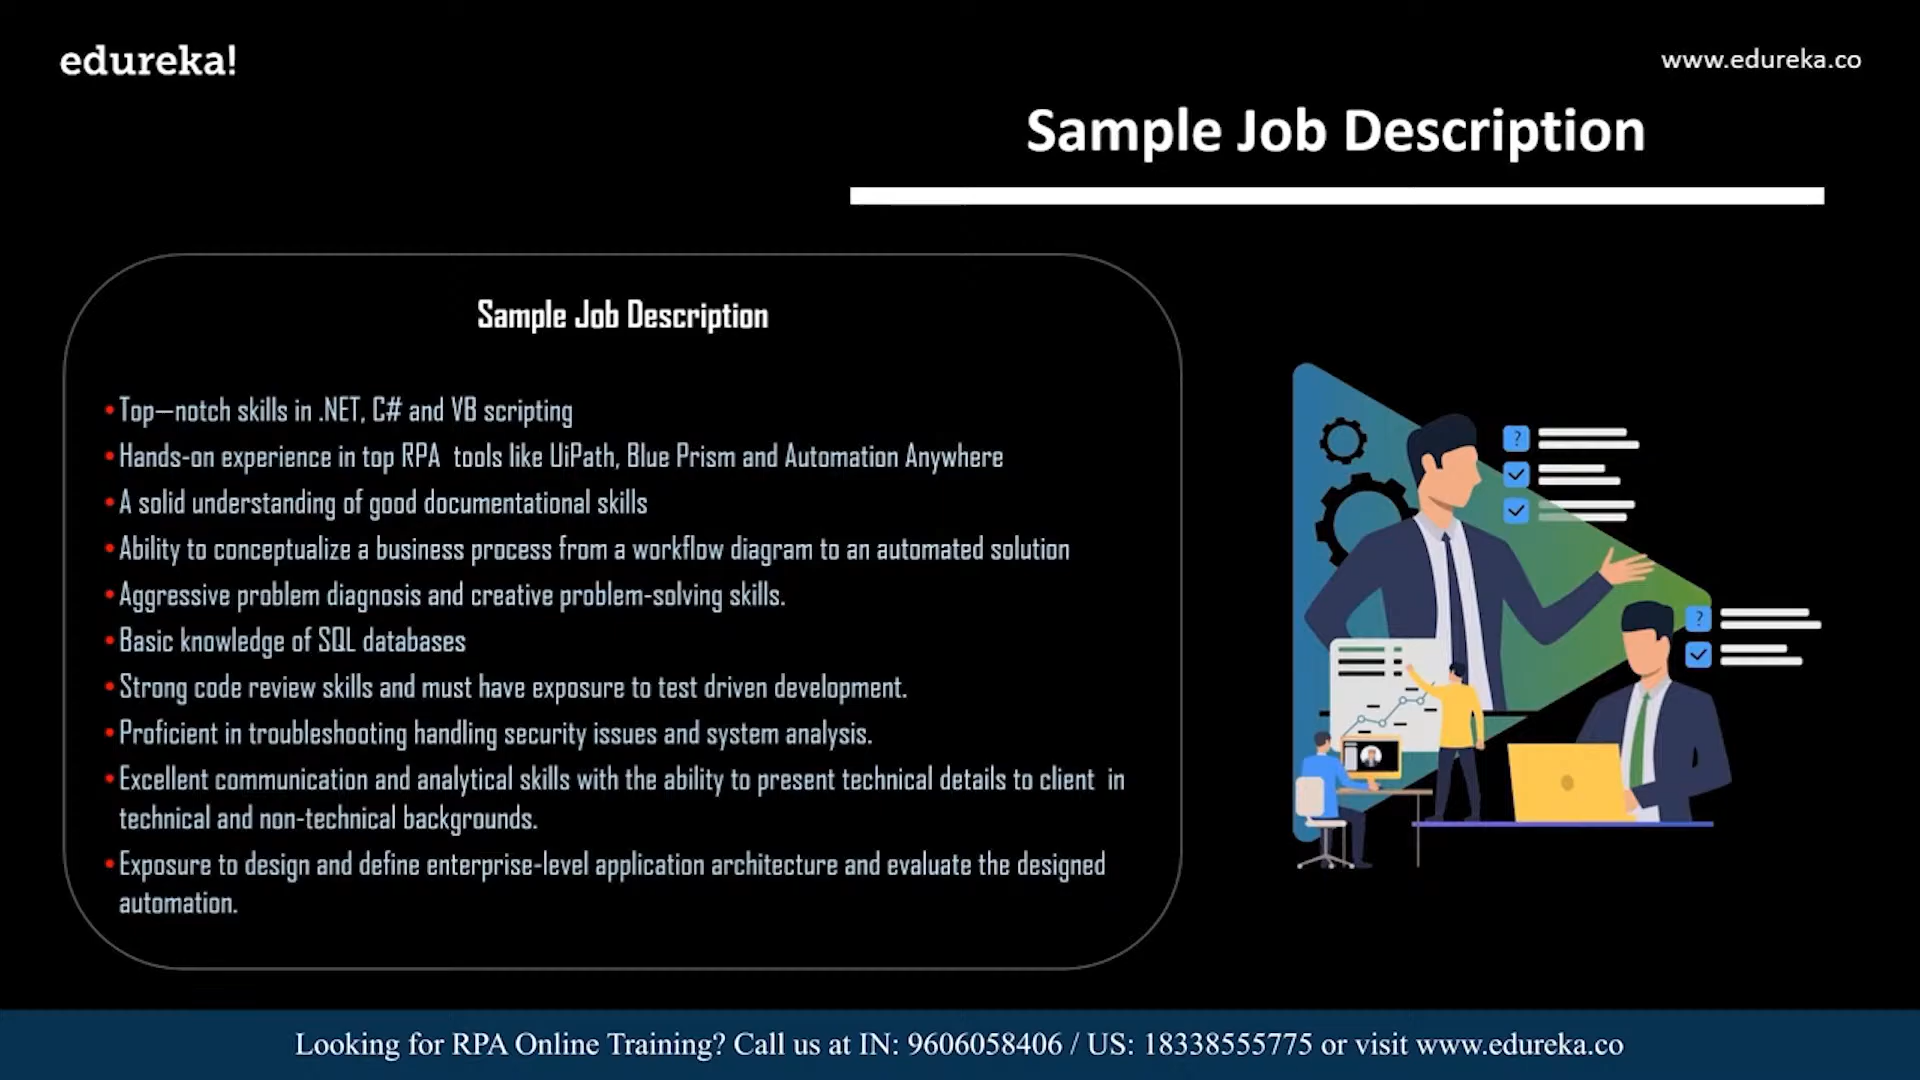 edureka!
www.edureka.co
Sample Job Description
Sample Job Description
•Top–notch skills in .NET, C# and VB scripting
•Hands-on experience in top RPA  tools like UiPath, Blue Prism and Automation Anywhere
•A solid understanding of good documentational skills
•Ability to conceptualize a business process from a workflow diagram to an automated solution
•Aggressive problem diagnosis and creative problem-solving skills.
•Basic knowledge of SQL databases
•Strong code review skills and must have exposure to test driven development.
•Proficient in troubleshooting handling security issues and system analysis.
•Excellent communication and analytical skills with the ability to present technical details to client  in
technical and non-technical backgrounds.
•Exposure to design and define enterprise-level application architecture and evaluate the designed
automation.
?
?
Looking for RPA Online Training? Call us at IN: 9606058406 / US: 18338555775 or visit www.edureka.co